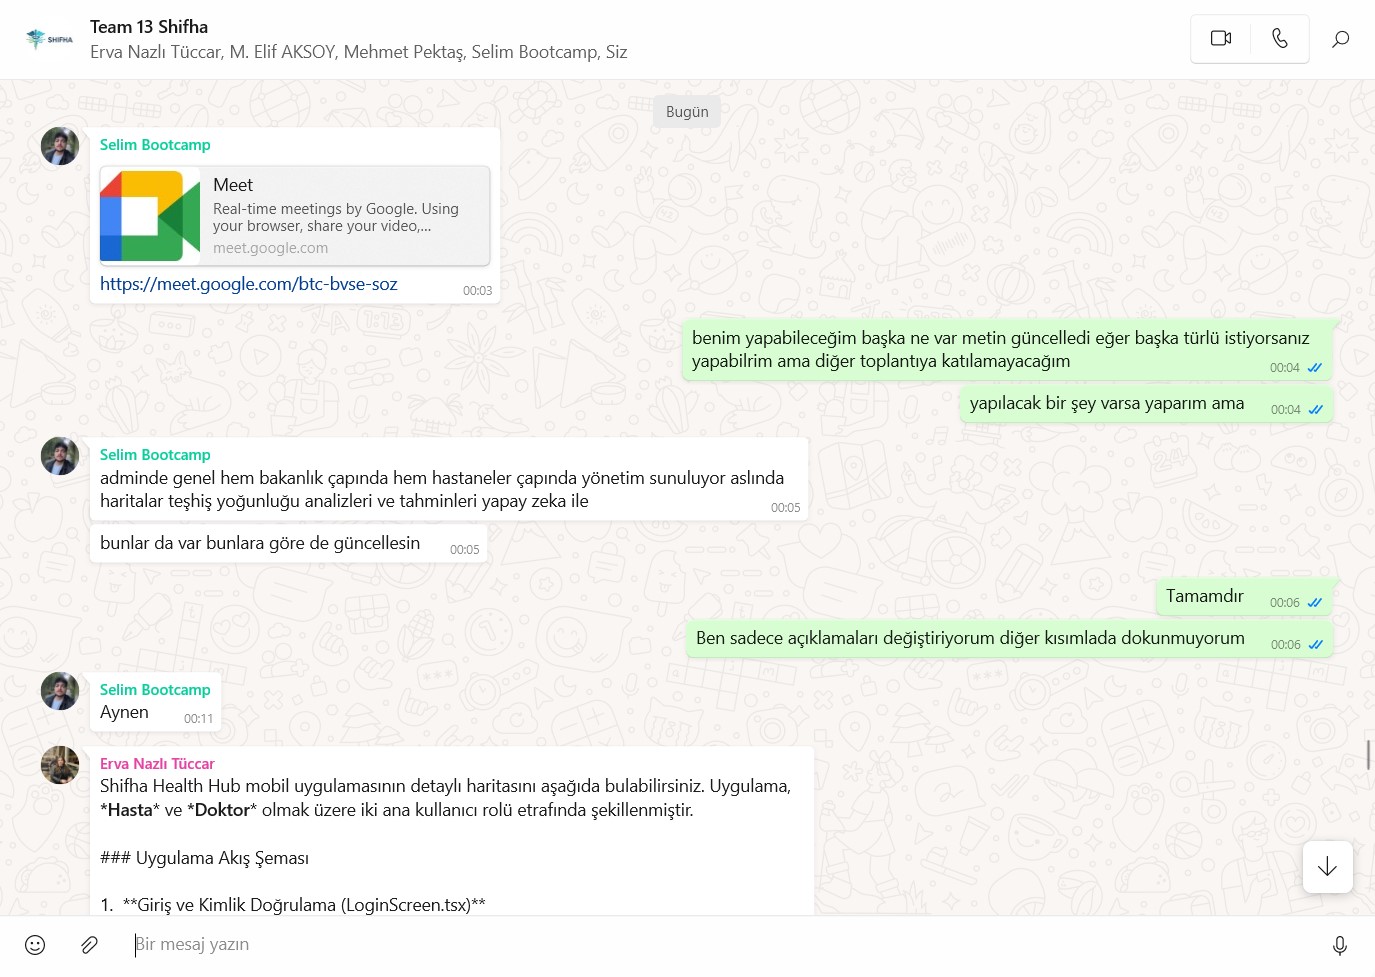 SHIFHA
Team 13 Shifha
Erva Nazlı Tüccar, M. Elif AKSOY, Mehmet Pektaş, Selim Bootcamp, Siz
Bugün
Selim Bootcamp
Meet
Real-time meetings by Google. Using
your browser, share your video,...
meet.google.com
https://meet.google.com/btc-bvse-soz
00:03
benim yapabileceğim başka ne var metin güncelledi eğer başka türlü istiyorsanız
yapabilrim ama diğer toplantıya katılamayacağım
00:04
yapılacak bir şey varsa yaparım ama
00:04
Selim Bootcamp
adminde genel hem bakanlık çapında hem hastaneler çapında yönetim sunuluyor aslında
haritalar teşhiş yoğunluğu analizleri ve tahminleri yapay zeka ile
00:05
bunlar da var bunlara göre de güncellesin
00:05
Tamamdır
00:06
Ben sadece açıklamaları değiştiriyorum diğer kısımlada dokunmuyorum
00:06
Selim Bootcamp
Aynen
00:11
Erva Nazlı Tüccar
Shifha Health Hub mobil uygulamasının detaylı haritasını aşağıda bulabilirsiniz. Uygulama,
*Hasta* ve *Doktor* olmak üzere iki ana kullanıcı rolü etrafında şekillenmiştir.
### Uygulama Akış Şeması
1. **Giriş ve Kimlik Doğrulama (LoginScreen.tsx)**
Bir mesaj yazın